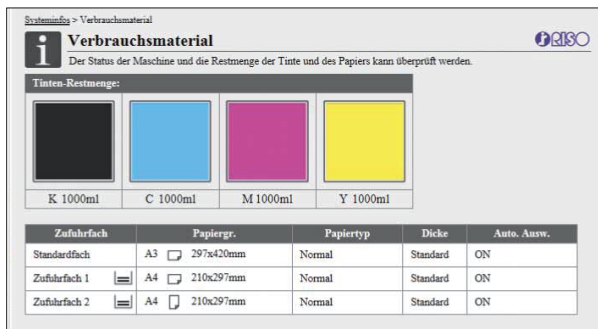 Systeminfos > Verbrauchsmaterial
Verbrauchsmaterial
RISO
Der Status der Maschine und die Restmenge der Tinte und des Papiers kann überprüft werden.
Tinten-Restmenge:
K 1000ml C 1000ml M 1000ml Y 1000ml
Zufuhrfach Papiergr. Papiertyp Dicke Auto. Ausw.
Standardfach A3 297x420mm Normal Standard ON
Zufuhrfach 1 A4 210x297mm Normal Standard ON
Zufuhrfach 2 A4 210x297mm Normal Standard ON